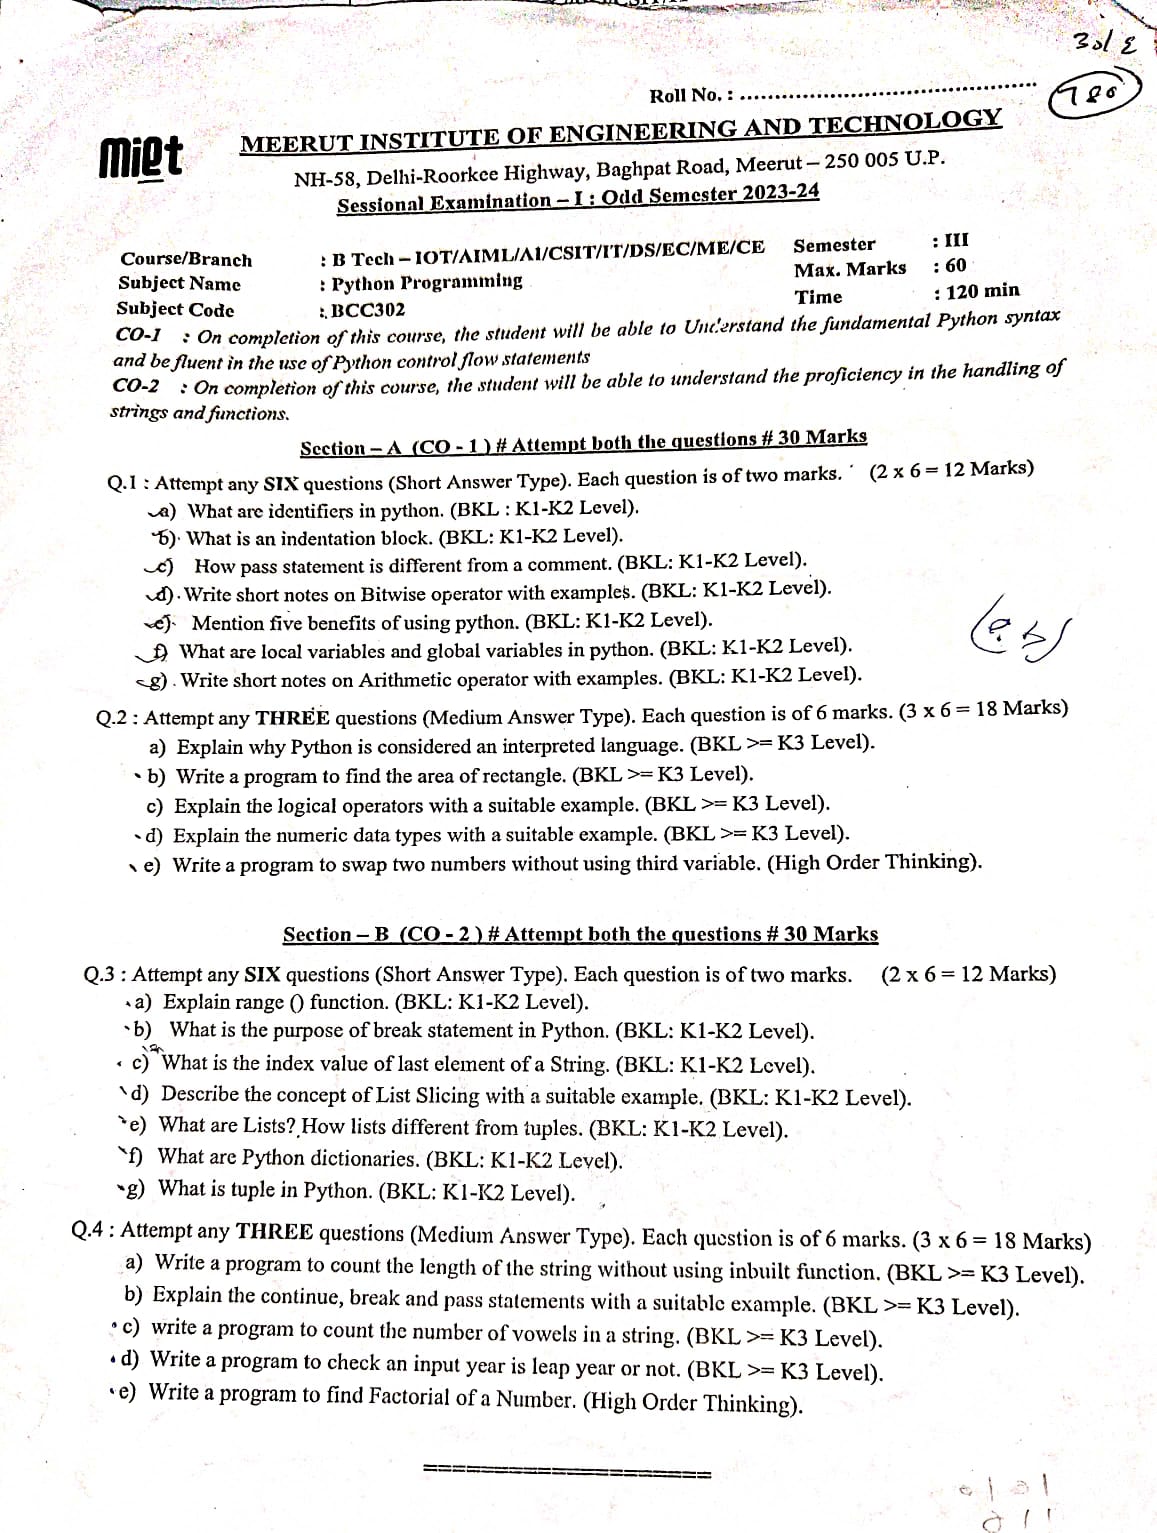 Roll No. : ..........................................
miet
MEERUT INSTITUTE OF ENGINEERING AND TECHNOLOGY
NH-58, Delhi-Roorkee Highway, Baghpat Road, Meerut – 250 005 U.P.
Sessional Examination – I : Odd Semester 2023-24
Course/Branch : B Tech – IOT/AIML/AI/CSIT/IT/DS/EC/ME/CE Semester : III
Subject Name : Python Programming Max. Marks : 60
Subject Code : BCC302 Time : 120 min
CO-1 : On completion of this course, the student will be able to Understand the fundamental Python syntax
and be fluent in the use of Python control flow statements
CO-2 : On completion of this course, the student will be able to understand the proficiency in the handling of
strings and functions.
Section – A (CO - 1 ) # Attempt both the questions # 30 Marks
Q.1 : Attempt any SIX questions (Short Answer Type). Each question is of two marks. (2 x 6 = 12 Marks)
a) What are identifiers in python. (BKL : K1-K2 Level).
b) What is an indentation block. (BKL: K1-K2 Level).
c) How pass statement is different from a comment. (BKL: K1-K2 Level).
d) Write short notes on Bitwise operator with examples. (BKL: K1-K2 Level).
e) Mention five benefits of using python. (BKL: K1-K2 Level).
f) What are local variables and global variables in python. (BKL: K1-K2 Level).
g) Write short notes on Arithmetic operator with examples. (BKL: K1-K2 Level).
Q.2 : Attempt any THREE questions (Medium Answer Type). Each question is of 6 marks. (3 x 6 = 18 Marks)
a) Explain why Python is considered an interpreted language. (BKL >= K3 Level).
b) Write a program to find the area of rectangle. (BKL >= K3 Level).
c) Explain the logical operators with a suitable example. (BKL >= K3 Level).
d) Explain the numeric data types with a suitable example. (BKL >= K3 Level).
e) Write a program to swap two numbers without using third variable. (High Order Thinking).
Section – B (CO - 2 ) # Attempt both the questions # 30 Marks
Q.3 : Attempt any SIX questions (Short Answer Type). Each question is of two marks. (2 x 6 = 12 Marks)
a) Explain range () function. (BKL: K1-K2 Level).
b) What is the purpose of break statement in Python. (BKL: K1-K2 Level).
c) What is the index value of last element of a String. (BKL: K1-K2 Level).
d) Describe the concept of List Slicing with a suitable example. (BKL: K1-K2 Level).
e) What are Lists? How lists different from tuples. (BKL: K1-K2 Level).
f) What are Python dictionaries. (BKL: K1-K2 Level).
g) What is tuple in Python. (BKL: K1-K2 Level).
Q.4 : Attempt any THREE questions (Medium Answer Type). Each question is of 6 marks. (3 x 6 = 18 Marks)
a) Write a program to count the length of the string without using inbuilt function. (BKL >= K3 Level).
b) Explain the continue, break and pass statements with a suitable example. (BKL >= K3 Level).
c) write a program to count the number of vowels in a string. (BKL >= K3 Level).
d) Write a program to check an input year is leap year or not. (BKL >= K3 Level).
e) Write a program to find Factorial of a Number. (High Order Thinking).